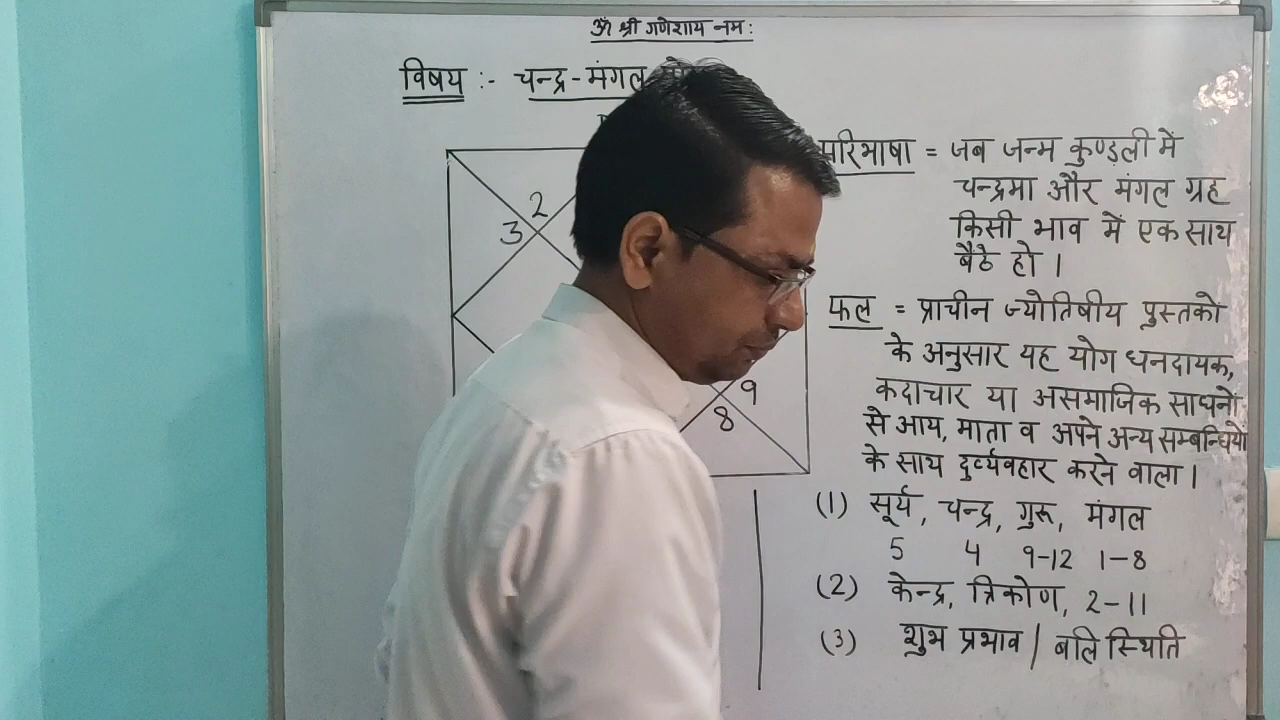 ॐ श्री गणेशाय नमः
विषय :- चन्द्र-मंगल
परिभाषा = जब जन्म कुण्डली में
चन्द्रमा और मंगल ग्रह
किसी भाव में एक साथ
बैठे हो ।
फल = प्राचीन ज्योतिषीय पुस्तको
के अनुसार यह योग धनदायक,
कदाचार या असमाजिक साधनो
से आय, माता व अपने अन्य सम्बन्धियो
के साथ दुर्व्यवहार करने वाला ।
(1) सूर्य, चन्द्र, गुरू, मंगल
5 4 9-12 1-8
(2) केन्द्र, त्रिकोण, 2-11
(3) शुभ प्रभाव / बलि स्थिति
2
3
9
8